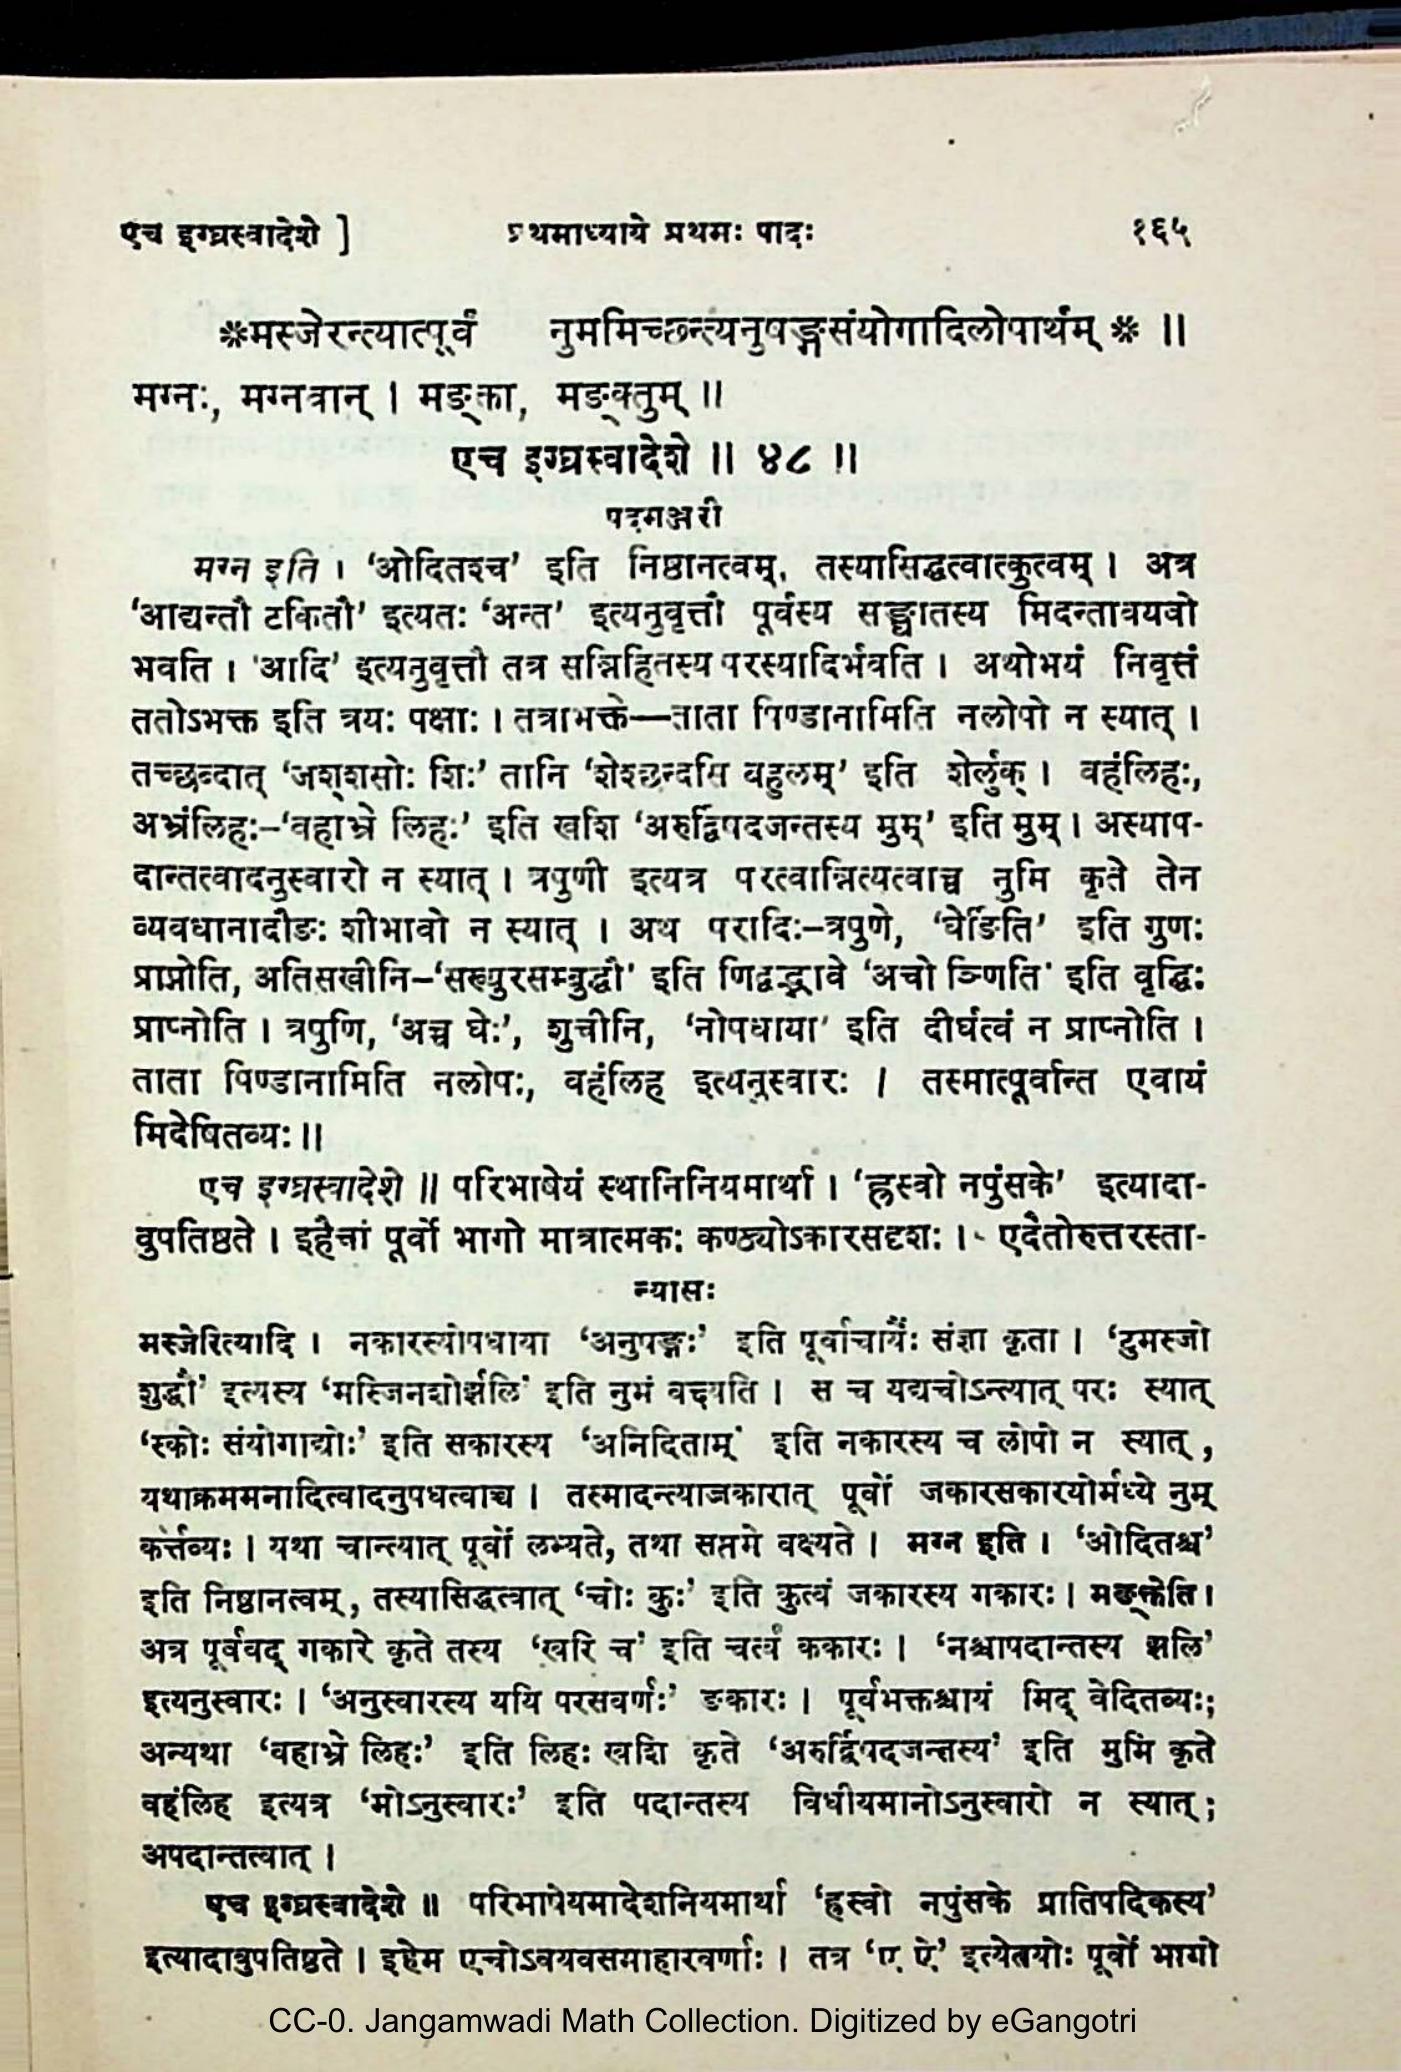 एच इग्घ्रस्वादेशे ] प्रथमाध्याये प्रथमः पादः १६५
❋मस्जेरन्त्यात्पूर्वं नुममिच्छन्त्यनुषङ्गसंयोगादिलोपार्थम् ❋ ॥
मग्नः, मग्नवान् । मङ्क्ता, मङ्क्तुम् ॥
एच इग्घ्रस्वादेशे ॥ ४८ ॥
पदमञ्जरी
मग्न इति । ‘ओदितश्च’ इति निष्ठानत्वम्, तस्यासिद्धत्वात्कुत्वम् । अत्र
‘आद्यन्तौ टकितौ’ इत्यतः ‘अन्त’ इत्यनुवृत्तौ पूर्वस्य सङ्घातस्य मिदन्तावयवो
भवति । ‘आदि’ इत्यनुवृत्तौ तत्र सन्निहितस्य परस्यादिर्भवति । अथोभयं निवृत्तं
ततोऽभक्त इति त्रयः पक्षाः । तत्राभक्ते—ताता पिण्डानामिति नलोपो न स्यात् ।
तच्छब्दात् ‘जश्शसोः शिः’ तानि ‘शेश्छन्दसि बहुलम्’ इति शेर्लुक् । वहंलिहः,
अभ्रंलिहः–‘वहाभ्रे लिहः’ इति खशि ‘अरुर्द्विपदजन्तस्य मुम्’ इति मुम् । अस्याप-
दान्तत्वादनुस्वारो न स्यात् । त्रपुणी इत्यत्र परत्वान्नित्यत्वाच्च नुमि कृते तेन
व्यवधानादीङः शीभावो न स्यात् । अथ परादिः–त्रपुणे, ‘घेर्ङिति’ इति गुणः
प्राप्नोति, अतिसखीनि–‘सख्युरसम्बुद्धौ’ इति णिद्वद्भावे ‘अचो ञ्णिति’ इति वृद्धिः
प्राप्नोति । त्रपुणि, ‘अच्च घेः’, शुचीनि, ‘नोपधाया’ इति दीर्घत्वं न प्राप्नोति ।
ताता पिण्डानामिति नलोपः, वहंलिह इत्यनुस्वारः । तस्मात्पूर्वान्त एवायं
मिदेषितव्यः ॥
एच इग्घ्रस्वादेशे ॥ परिभाषेयं स्थानिनियमार्था । ‘ह्रस्वो नपुंसके’ इत्यादा-
वुपतिष्ठते । इहैचां पूर्वो भागो मात्रात्मकः कण्ठ्योऽकारसदृशः । एदैतोरुत्तरस्ता-
न्यासः
मस्जेरित्यादि । नकारस्योपधाया ‘अनुषङ्गः’ इति पूर्वाचार्यैः संज्ञा कृता । ‘टुमस्जो
शुद्धौ’ इत्यस्य ‘मस्जिनशोर्झलि’ इति नुमं वक्ष्यति । स च यद्यचोऽन्त्यात् परः स्यात्
‘स्कोः संयोगाद्योः’ इति सकारस्य ‘अनिदिताम्’ इति नकारस्य च लोपो न स्यात्,
यथाक्रममनादित्वादनुपधत्वाच्च । तस्मादन्त्याज्जकारात् पूर्वो जकारसकारयोर्मध्ये नुम्
कर्त्तव्यः । यथा चान्त्यात् पूर्वो लभ्यते, तथा सप्तमे वक्ष्यते । मग्न इति । ‘ओदितश्च’
इति निष्ठानत्वम्, तस्यासिद्धत्वात् ‘चोः कुः’ इति कुत्वं जकारस्य गकारः । मङ्क्तेति ।
अत्र पूर्ववद् गकारे कृते तस्य ‘खरि च’ इति चर्त्वं ककारः । ‘नश्चापदान्तस्य झलि’
इत्यनुस्वारः । ‘अनुस्वारस्य ययि परसवर्णः’ ङकारः । पूर्वभक्तश्चायं मिद् वेदितव्यः;
अन्यथा ‘वहाभ्रे लिहः’ इति लिहः खशि कृते ‘अरुर्द्विपदजन्तस्य’ इति मुमि कृते
वहंलिह इत्यत्र ‘मोऽनुस्वारः’ इति पदान्तस्य विधीयमानोऽनुस्वारो न स्यात्;
अपदान्तत्वात् ।
एच इग्घ्रस्वादेशे ॥ परिभाषेयमादेशनियमार्था ‘ह्रस्वो नपुंसके प्रातिपदिकस्य’
इत्यादावुपतिष्ठते । इहेम एचोऽवयवसमाहारवर्णाः । तत्र ‘ए ऐ’ इत्येतयोः पूर्वो भागो
CC-0. Jangamwadi Math Collection. Digitized by eGangotri